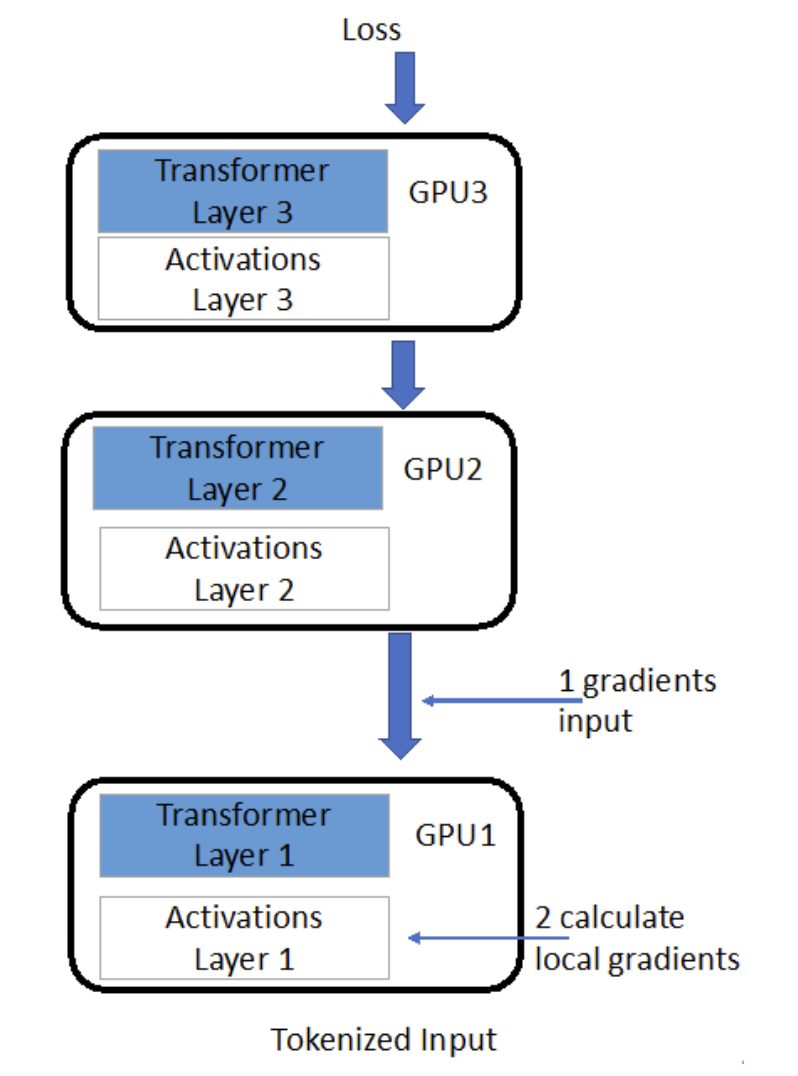 Loss
Transformer
Layer 3
GPU3
Activations
Layer 3
Transformer
Layer 2
GPU2
Activations
Layer 2
1 gradients
input
Transformer
Layer 1
GPU1
Activations
Layer 1
2 calculate
local gradients
Tokenized Input